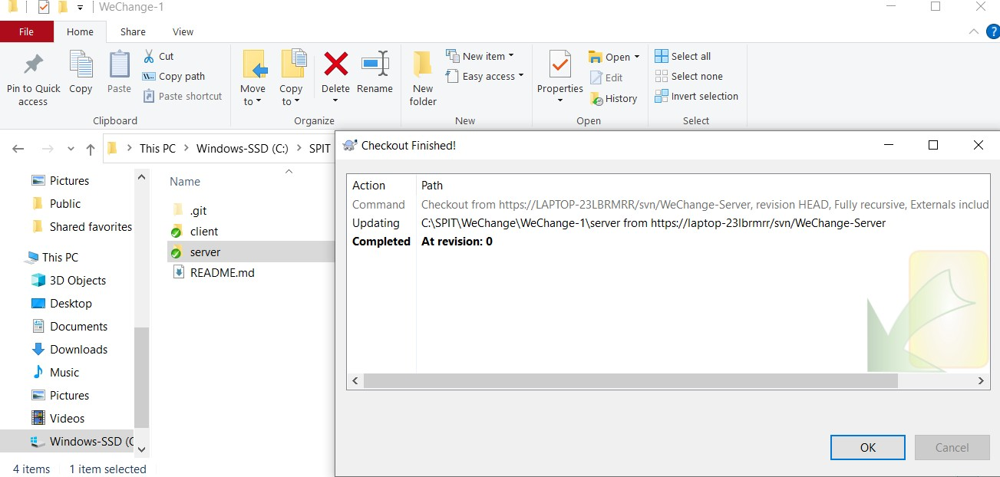 WeChange-1
File Home Share View
?
Pin to Quick access
Copy
Paste
Cut
Copy path
Paste shortcut
Clipboard
Move to
Copy to
Delete
Rename
Organize
New folder
New item
Easy access
New
Properties
Open
Edit
History
Open
Select all
Select none
Invert selection
Select
This PC > Windows-SSD (C:) > SPIT
Pictures
Public
Shared favorites
This PC
3D Objects
Desktop
Documents
Downloads
Music
Pictures
Videos
Windows-SSD (C
Name
.git
client
server
README.md
4 items 1 item selected
Checkout Finished!
Action Path
Command Checkout from https://LAPTOP-23LBRMRR/svn/WeChange-Server, revision HEAD, Fully recursive, Externals includ
Updating C:\SPIT\WeChange\WeChange-1\server from https://laptop-23lbrmrr/svn/WeChange-Server
Completed At revision: 0
OK Cancel